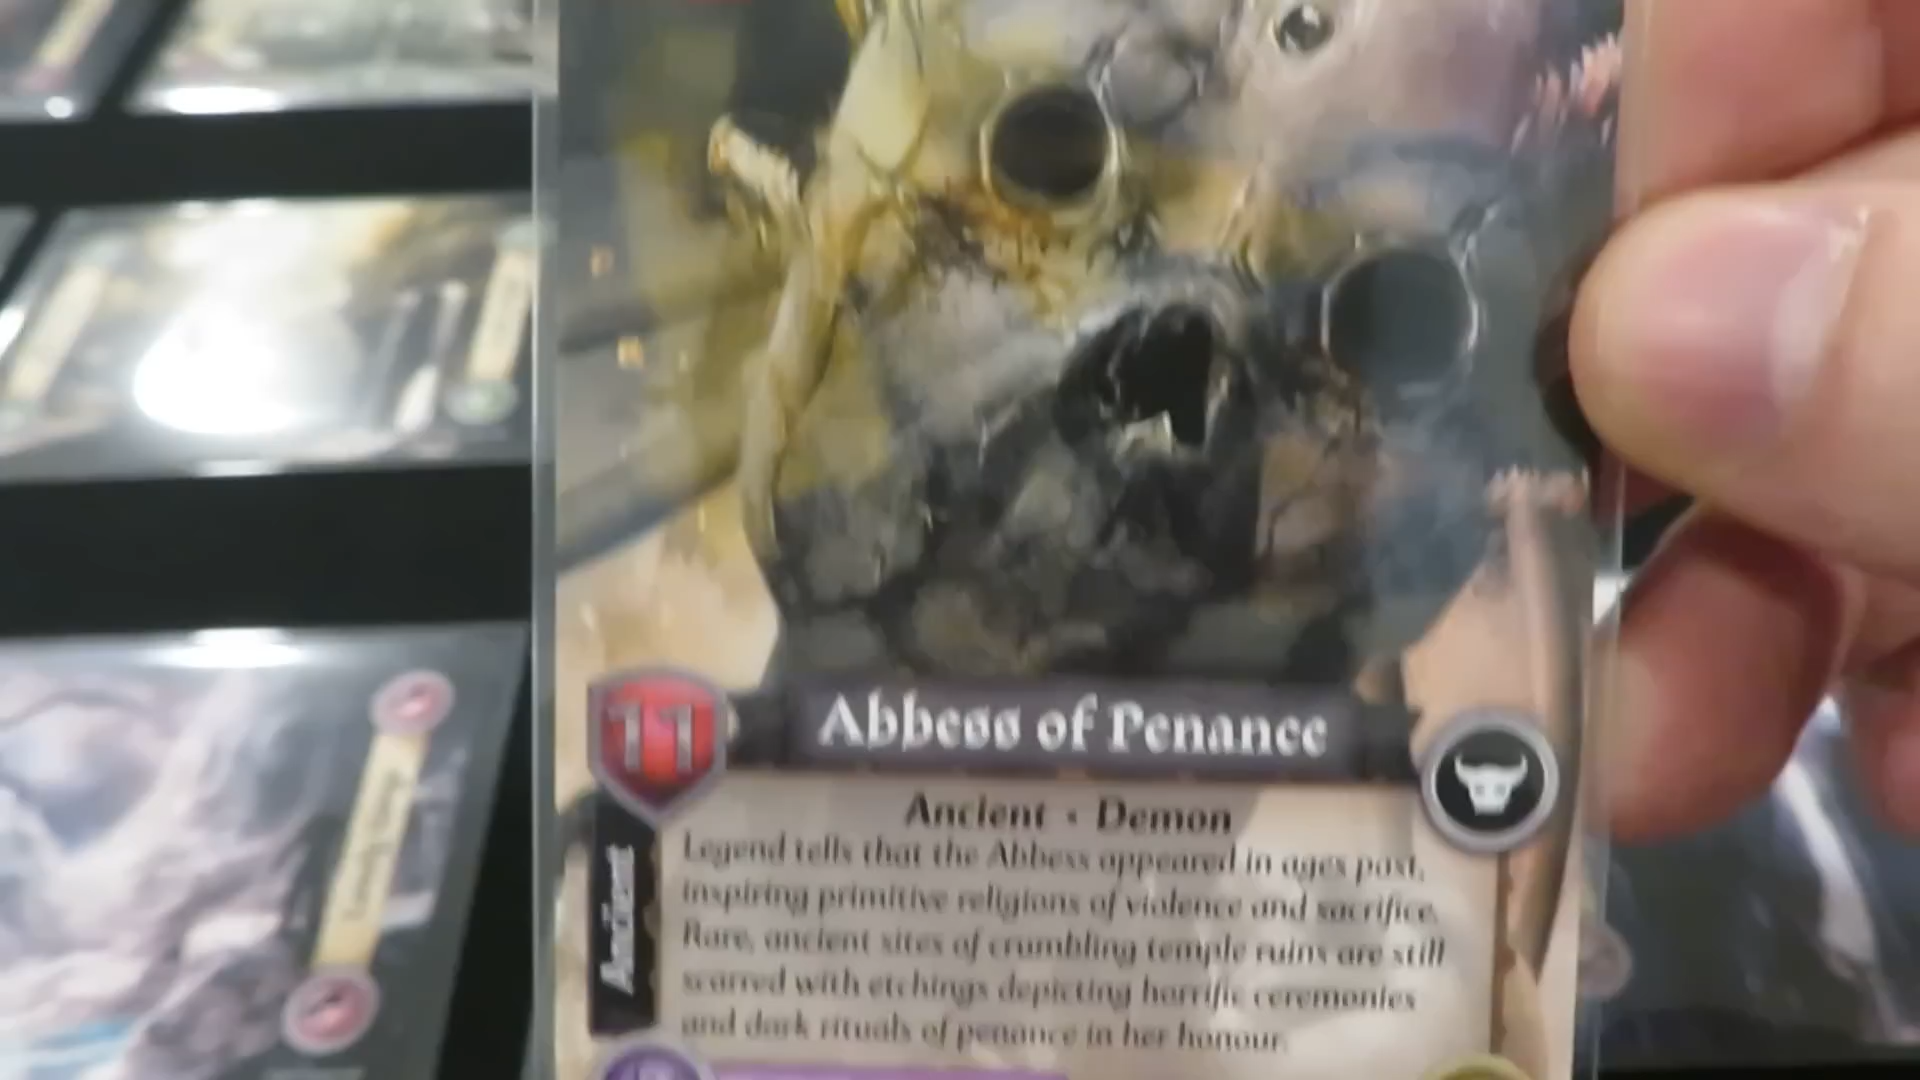 11
Abbess of Penance
Ancient • Demon
Ancient
Legend tells that the Abbess appeared in ages past,
inspiring primitive religions of violence and sacrifice.
Rare, ancient sites of crumbling temple ruins are still
scarred with etchings depicting horrific ceremonies
and dark rituals of penance in her honour.